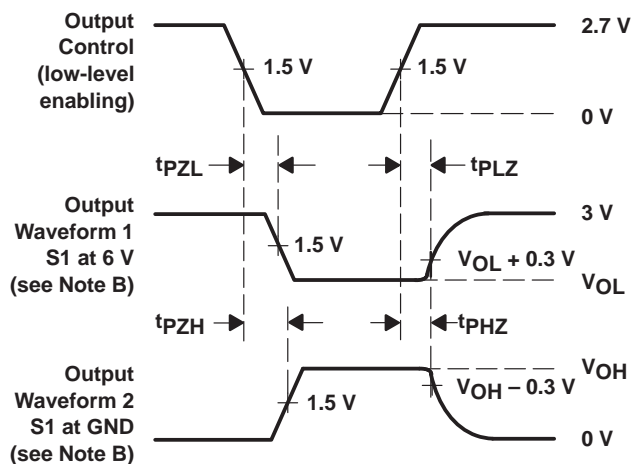 Output
Control
(low-level
enabling)
2.7 V
1.5 V
1.5 V
0 V
tPZL
tPLZ
Output
Waveform 1
S1 at 6 V
(see Note B)
3 V
1.5 V
VOL + 0.3 V
VOL
tPZH
tPHZ
Output
Waveform 2
S1 at GND
(see Note B)
VOH
VOH – 0.3 V
1.5 V
0 V